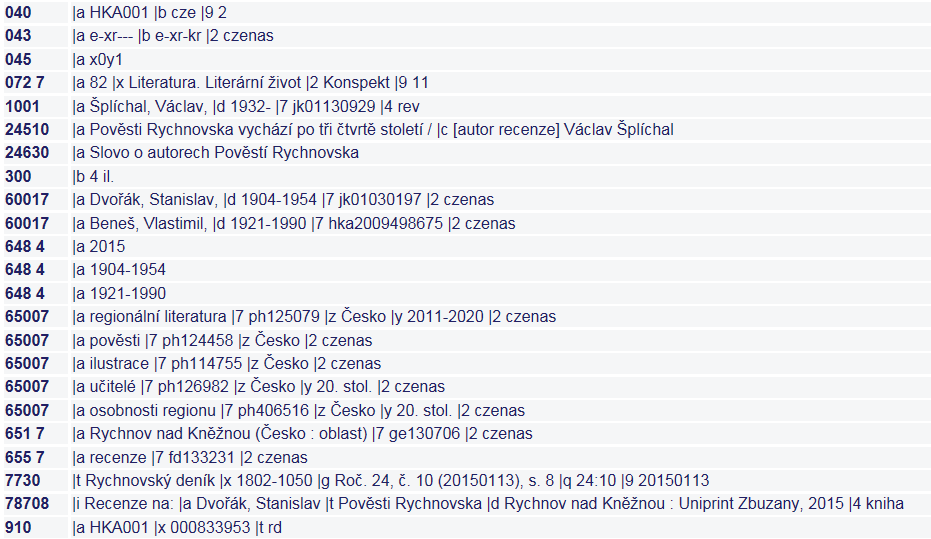 040 |a HKA001 |b cze |9 2
043 |a e-xr--- |b e-xr-kr |2 czenas
045 |a x0y1
072 7 |a 82 |x Literatura. Literární život |2 Konspekt |9 11
1001 |a Šplíchal, Václav, |d 1932- |7 jk01130929 |4 rev
24510 |a Pověsti Rychnovska vychází po tři čtvrtě století / |c [autor recenze] Václav Šplíchal
24630 |a Slovo o autorech Pověstí Rychnovska
300 |b 4 il.
60017 |a Dvořák, Stanislav, |d 1904-1954 |7 jk01030197 |2 czenas
60017 |a Beneš, Vlastimil, |d 1921-1990 |7 hka2009498675 |2 czenas
648 4 |a 2015
648 4 |a 1904-1954
648 4 |a 1921-1990
65007 |a regionální literatura |7 ph125079 |z Česko |y 2011-2020 |2 czenas
65007 |a pověsti |7 ph124458 |z Česko |2 czenas
65007 |a ilustrace |7 ph114755 |z Česko |2 czenas
65007 |a učitelé |7 ph126982 |z Česko |y 20. stol. |2 czenas
65007 |a osobnosti regionu |7 ph406516 |z Česko |y 20. stol. |2 czenas
651 7 |a Rychnov nad Kněžnou (Česko : oblast) |7 ge130706 |2 czenas
655 7 |a recenze |7 fd133231 |2 czenas
7730 |t Rychnovský deník |x 1802-1050 |g Roč. 24, č. 10 (20150113), s. 8 |q 24:10 |9 20150113
78708 |i Recenze na: |a Dvořák, Stanislav |t Pověsti Rychnovska |d Rychnov nad Kněžnou : Uniprint Zbuzany, 2015 |4 kniha
910 |a HKA001 |x 000833953 |t rd